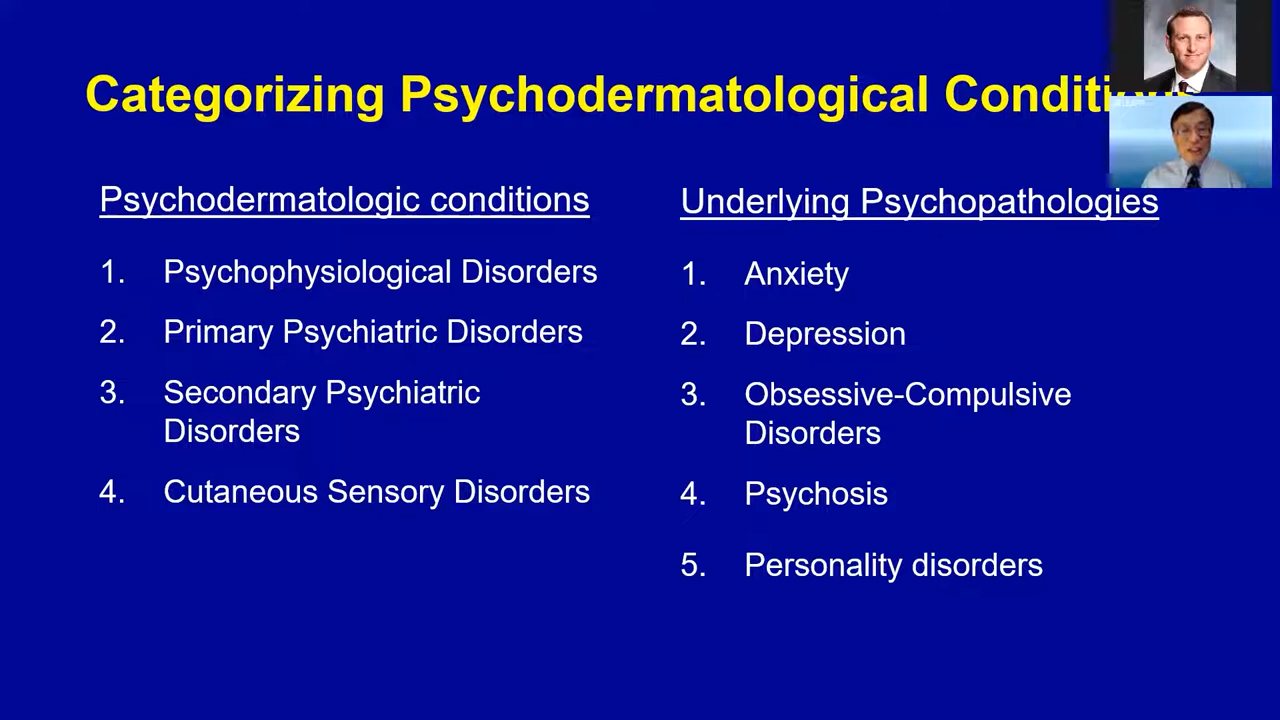 Categorizing Psychodermatological
Psychodermatologic conditions
1. Psychophysiological Disorders
2. Primary Psychiatric Disorders
3. Secondary Psychiatric
Disorders
4. Cutaneous Sensory Disorders
Underlying Psychopathologies
1. Anxiety
2. Depression
3. Obsessive-Compulsive
Disorders
4. Psychosis
5. Personality disorders